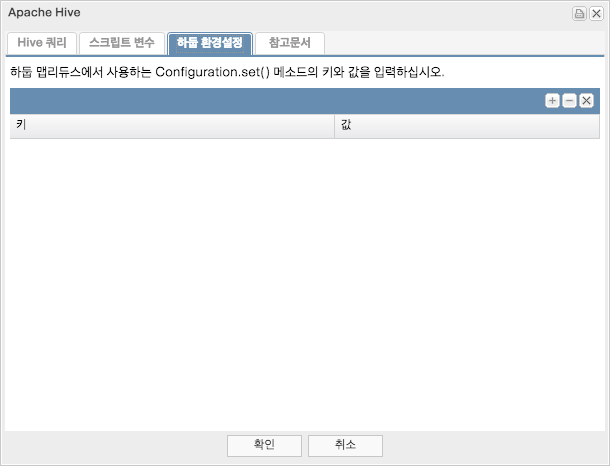 Apache Hive
Hive 쿼리 스크립트 변수 하둡 환경설정 참고문서
하둡 맵리듀스에서 사용하는 Configuration.set() 메소드의 키와 값을 입력하십시오.
키 값
확인 취소